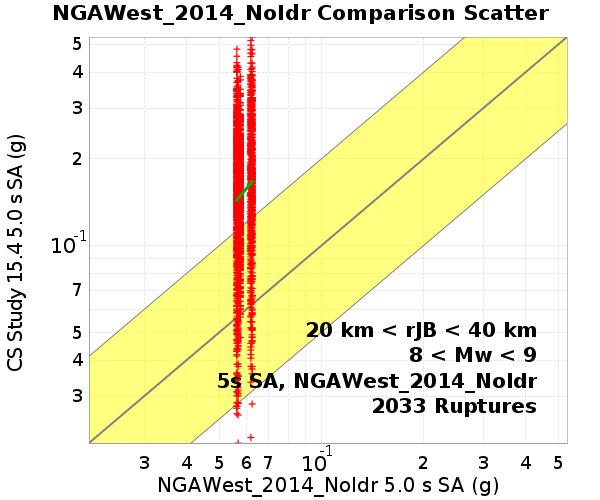 NGAWest_2014_NoIdr Comparison Scatter
CS Study 15.4 5.0 s SA (g)
5
4
3
2
10^-1
7
5
4
3
20 km < rJB < 40 km
8 < Mw < 9
5s SA, NGAWest_2014_NoIdr
2033 Ruptures
3 4 5 6 7 10^-1 2 3 4 5
NGAWest_2014_NoIdr 5.0 s SA (g)